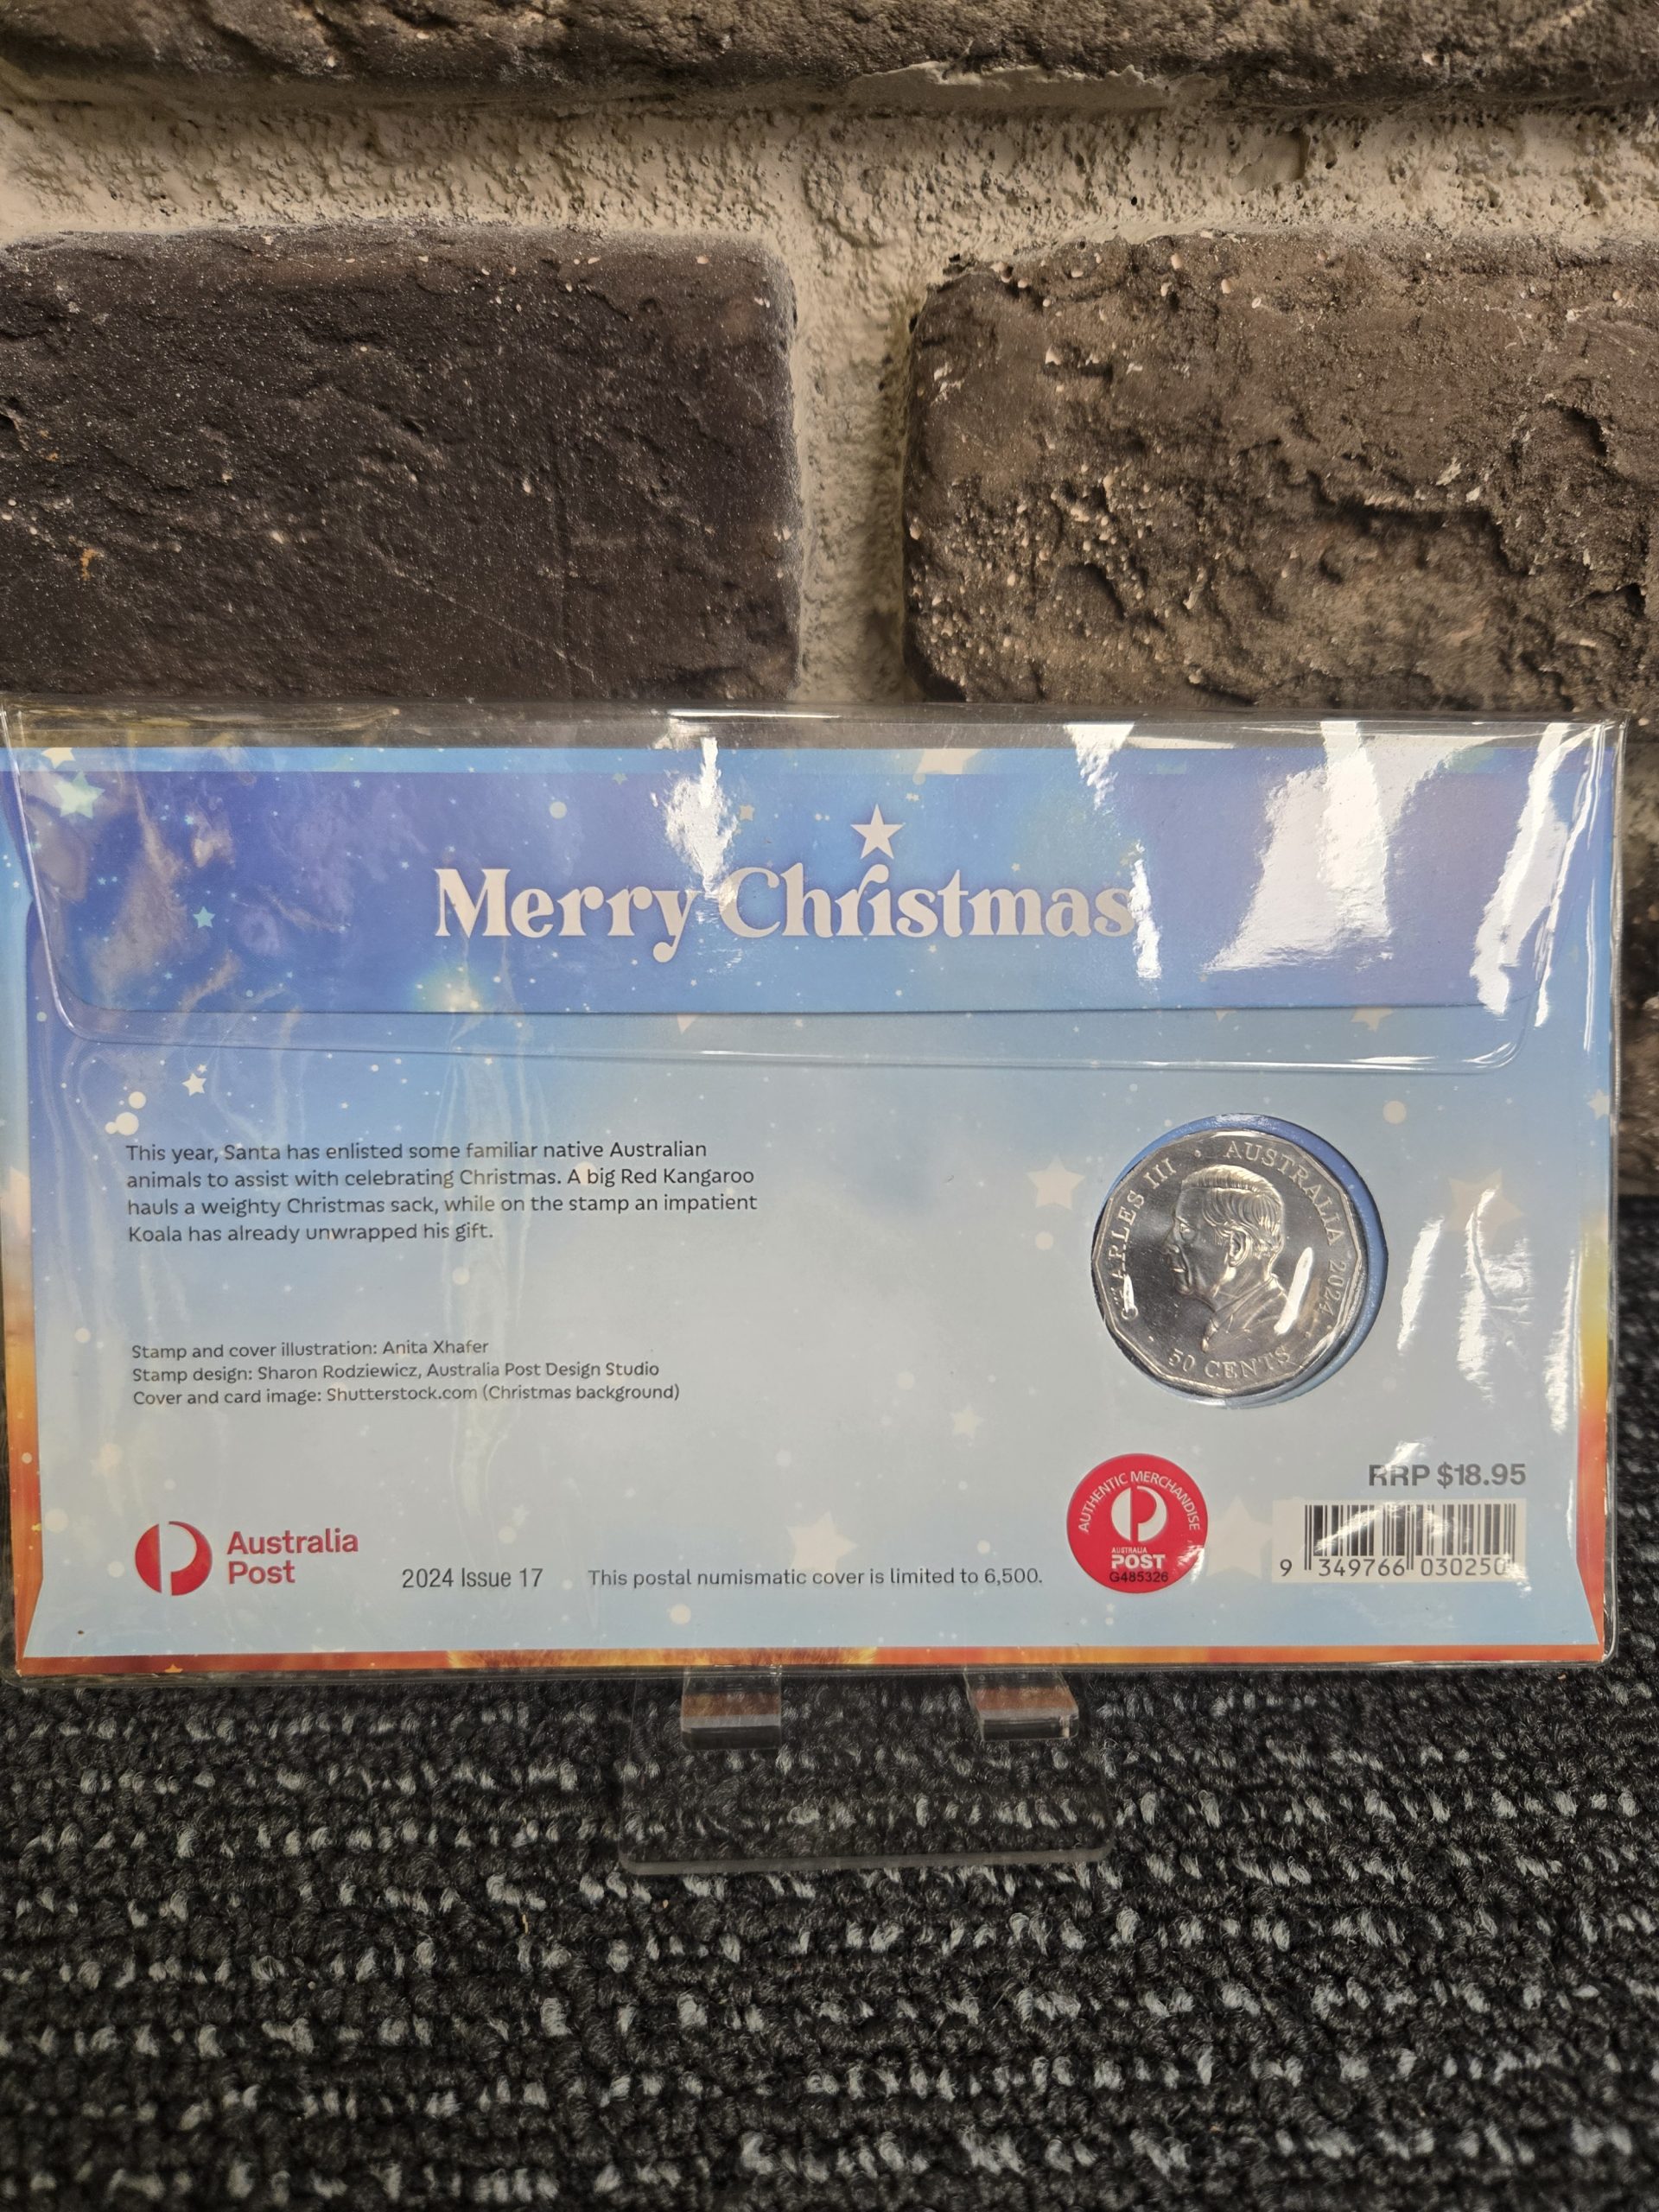 Merry Christmas
This year, Santa has enlisted some familiar native Australian
animals to assist with celebrating Christmas. A big Red Kangaroo
hauls a weighty Christmas sack, while on the stamp an impatient
Koala has already unwrapped his gift.
CHARLES III • AUSTRALIA 2024
50 CENTS
Stamp and cover illustration: Anita Xhafer
Stamp design: Sharon Rodziewicz, Australia Post Design Studio
Cover and card image: Shutterstock.com (Christmas background)
RRP $18.95
AUTHENTIC MERCHANDISE
AUSTRALIA
POST
G485326
Australia
Post
2024 Issue 17
This postal numismatic cover is limited to 6,500.
9 349766 030250